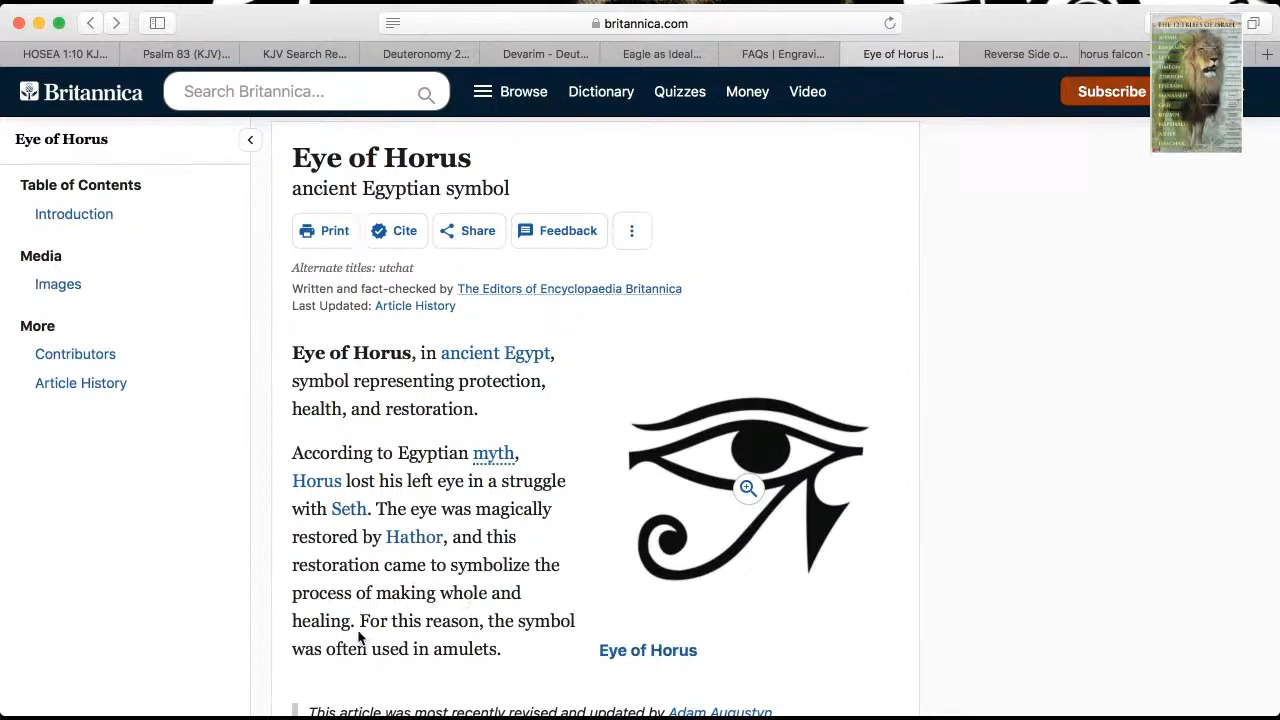 britannica.com
HOSEA 1:10 KJ...
Psalm 83 (KJV)...
KJV Search Re...
Deuteronomy 2...
Devarim - Deut...
Eagle as Ideal...
FAQs | Engravi...
Eye of Horus |...
Reverse Side o...
horus falcon -
THE 12 TRIBES OF ISRAEL
Britannica
Search Britannica...
Browse
Dictionary
Quizzes
Money
Video
Subscribe
Eye of Horus
Table of Contents
Introduction
Media
Images
More
Contributors
Article History
Eye of Horus
ancient Egyptian symbol
Print
Cite
Share
Feedback
Alternate titles: utchat
Written and fact-checked by The Editors of Encyclopaedia Britannica
Last Updated: Article History
Eye of Horus, in ancient Egypt,
symbol representing protection,
health, and restoration.
According to Egyptian myth,
Horus lost his left eye in a struggle
with Seth. The eye was magically
restored by Hathor, and this
restoration came to symbolize the
process of making whole and
healing. For this reason, the symbol
was often used in amulets.
Eye of Horus
This article was most recently revised and updated by Adam Augustyn